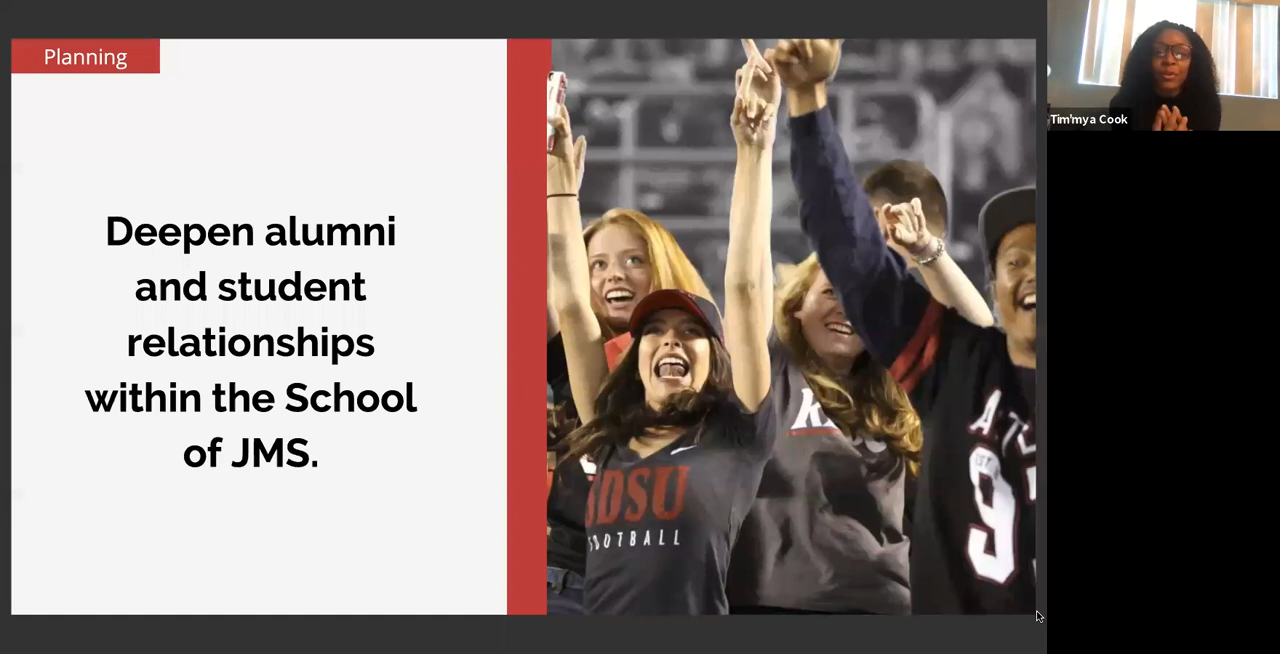 Planning
Deepen alumni
and student
relationships
within the School
of JMS.
SDSU
FOOTBALL
Tim'mya Cook